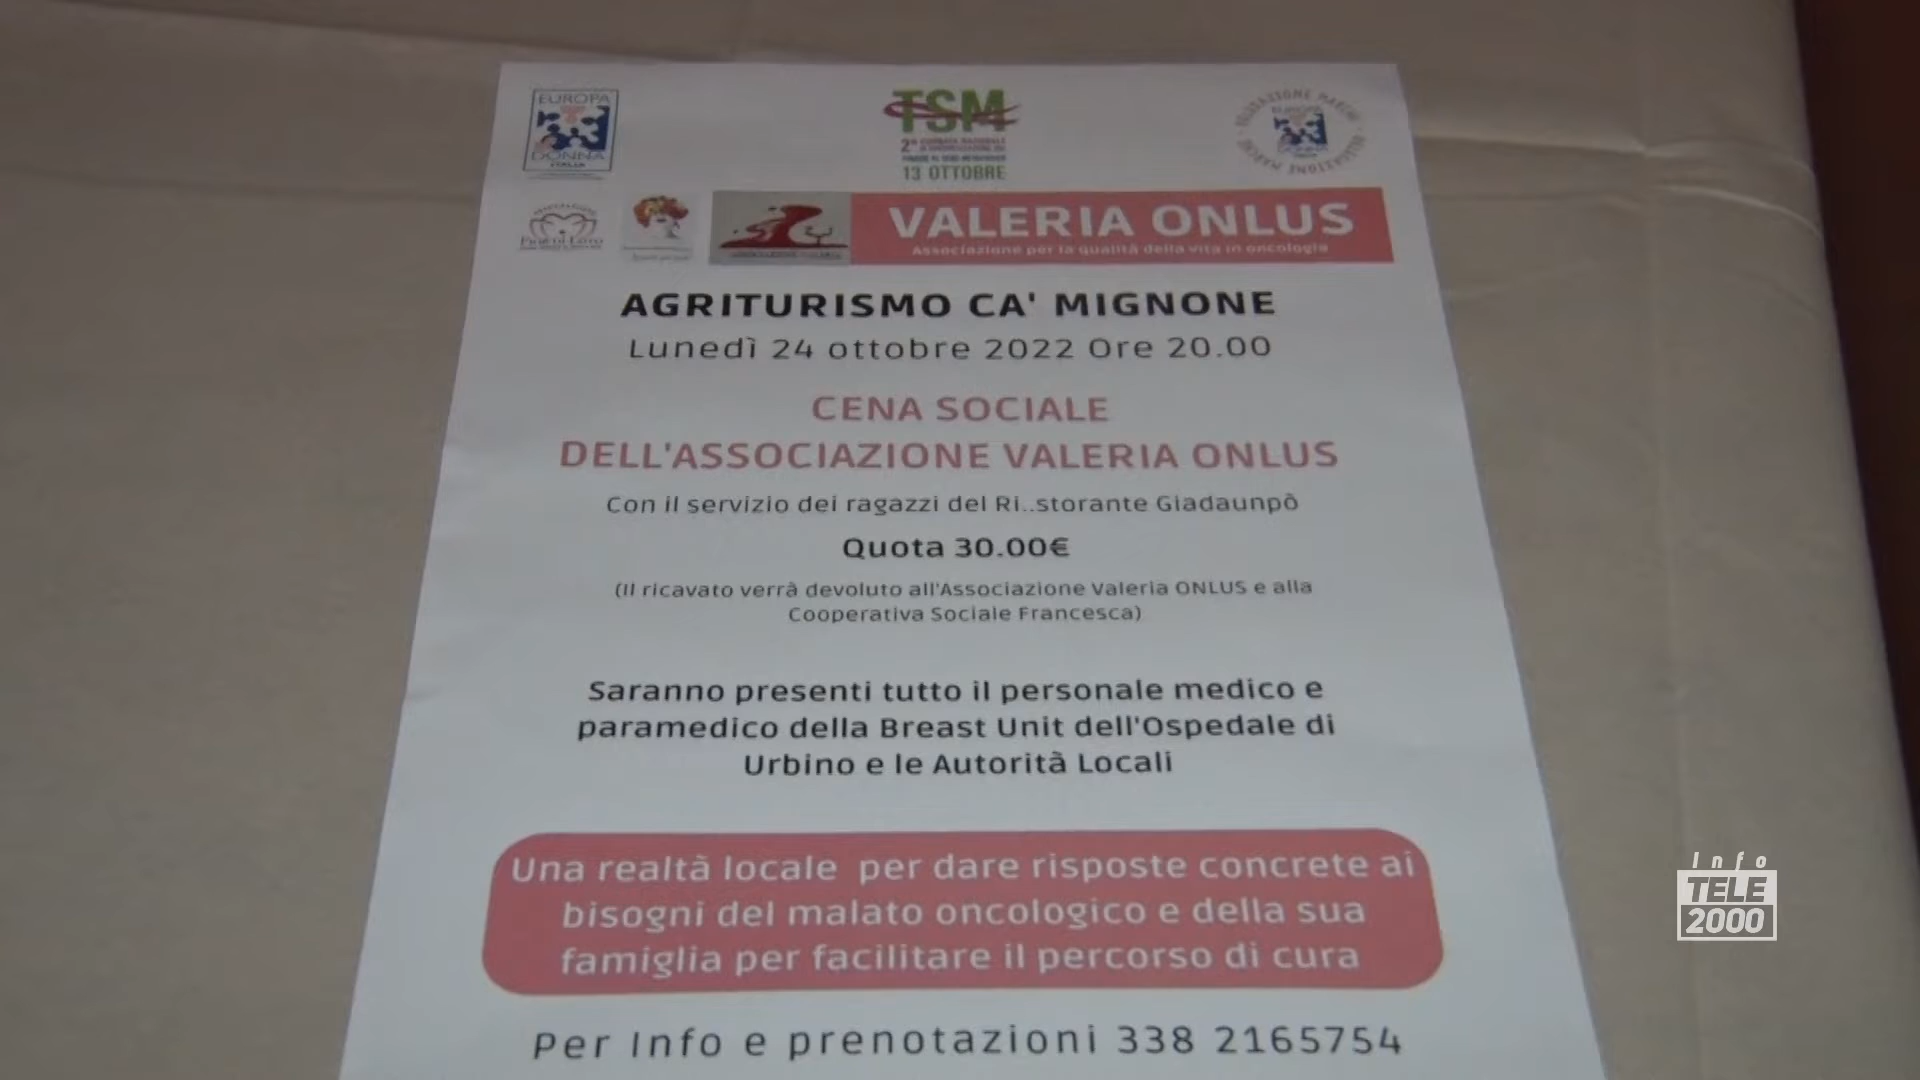 EUROPA
DONNA
ITALIA
TSM
13 OTTOBRE
VALERIA ONLUS
Associazione per la qualità della vita in oncologia
AGRITURISMO CA' MIGNONE
Lunedì 24 ottobre 2022 Ore 20.00
CENA SOCIALE
DELL'ASSOCIAZIONE VALERIA ONLUS
Con il servizio dei ragazzi del Ri..storante Giadaunpò
Quota 30.00€
(Il ricavato verrà devoluto all'Associazione Valeria ONLUS e alla
Cooperativa Sociale Francesca)
Saranno presenti tutto il personale medico e
paramedico della Breast Unit dell'Ospedale di
Urbino e le Autorità Locali
Una realtà locale per dare risposte concrete ai
bisogni del malato oncologico e della sua
famiglia per facilitare il percorso di cura
Per Info e prenotazioni 338 2165754
Info
TELE
2000